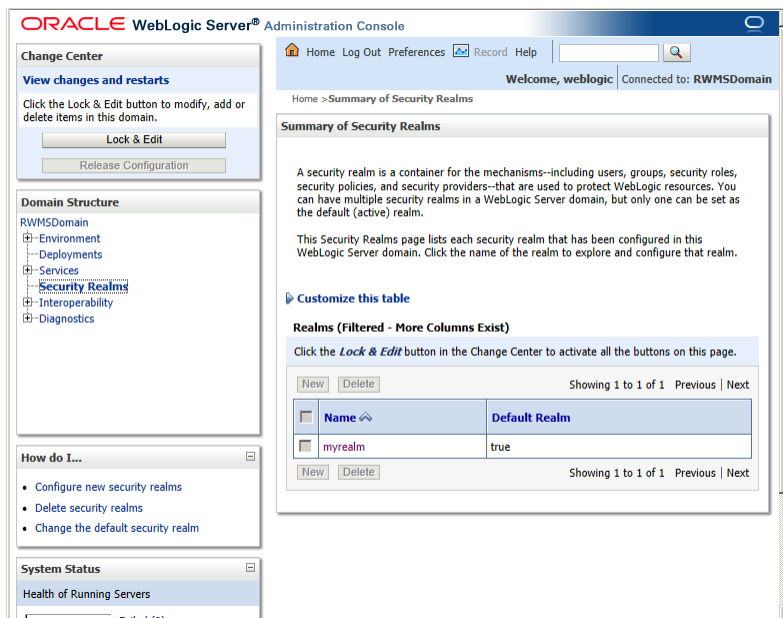 ORACLE WebLogic Server® Administration Console
Change Center
View changes and restarts
Click the Lock & Edit button to modify, add or
delete items in this domain.
Lock & Edit
Release Configuration
Domain Structure
RWMSDomain
Environment
Deployments
Services
Security Realms
Interoperability
Diagnostics
How do I...
Configure new security realms
Delete security realms
Change the default security realm
System Status
Health of Running Servers
Home Log Out Preferences Record Help
Welcome, weblogic Connected to: RWMSDomain
Home >Summary of Security Realms
Summary of Security Realms
A security realm is a container for the mechanisms--including users, groups, security roles,
security policies, and security providers--that are used to protect WebLogic resources. You
can have multiple security realms in a WebLogic Server domain, but only one can be set as
the default (active) realm.
This Security Realms page lists each security realm that has been configured in this
WebLogic Server domain. Click the name of the realm to explore and configure that realm.
Customize this table
Realms (Filtered - More Columns Exist)
Click the Lock & Edit button in the Change Center to activate all the buttons on this page.
New Delete Showing 1 to 1 of 1 Previous | Next
Name Default Realm
myrealm true
New Delete Showing 1 to 1 of 1 Previous | Next